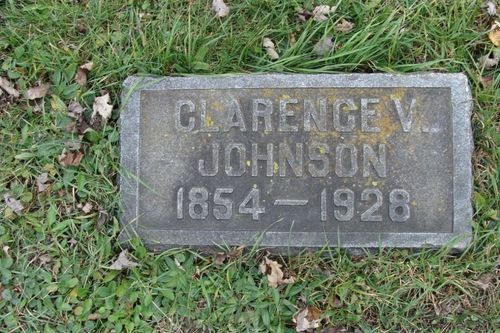 CLARENCE V.
JOHNSON
1854 — 1928